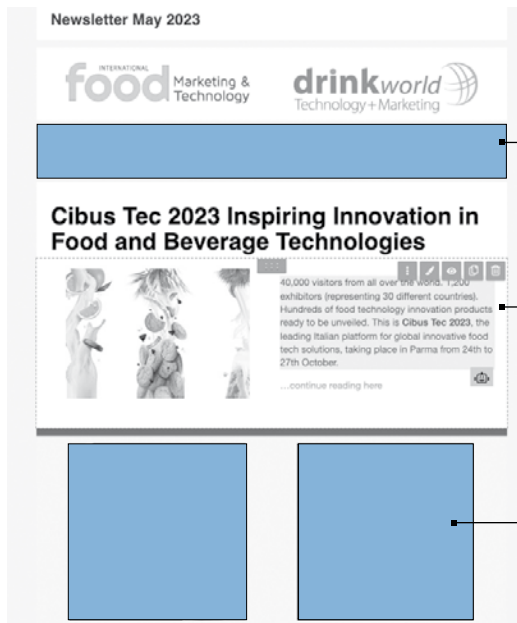 Newsletter May 2023
INTERNATIONAL
food Marketing &
Technology
drinkworld
Technology+Marketing
Cibus Tec 2023 Inspiring Innovation in
Food and Beverage Technologies
40,000 visitors from all over the world. 1,200
exhibitors (representing 30 different countries).
Hundreds of food technology innovation products
ready to be unveiled. This is Cibus Tec 2023, the
leading Italian platform for global innovative food
tech solutions, taking place in Parma from 24th to
27th October.
...continue reading here